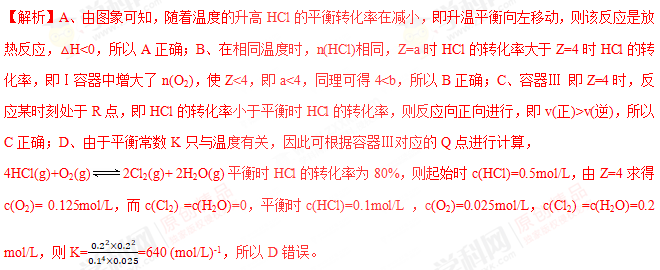 【解析】A、由图象可知，随着温度的升高 HCl 的平衡转化率在减小，即升温平衡向左移动，则该反应是放
热反应，△H<0，所以 A 正确；B、在相同温度时，n(HCl)相同，Z=a 时 HCl 的转化率大于 Z=4 时 HCl 的转
化率，即Ⅰ容器中增大了 n(O₂)，使 Z<4，即 a<4，同理可得 4<b，所以 B 正确；C、容器Ⅲ 即 Z=4 时，反
应某时刻处于 R 点，即 HCl 的转化率小于平衡时 HCl 的转化率，则反应向正向进行，即 v(正)>v(逆)，所以
C 正确；D、由于平衡常数 K 只与温度有关，因此可根据容器Ⅲ对应的 Q 点进行计算，
4HCl(g)+O₂(g)⇌2Cl₂(g)+ 2H₂O(g)平衡时 HCl 的转化率为 80%，则起始时 c(HCl)=0.5mol/L，由 Z=4 求得
c(O₂)= 0.125mol/L，而 c(Cl₂) =c(H₂O)=0，平衡时 c(HCl)=0.1mol/L ，c(O₂)=0.025mol/L，c(Cl₂) =c(H₂O)=0.2
mol/L，则 K=(0.2²×0.2²)/(0.1⁴×0.025)=640 (mol/L)⁻¹，所以 D 错误。